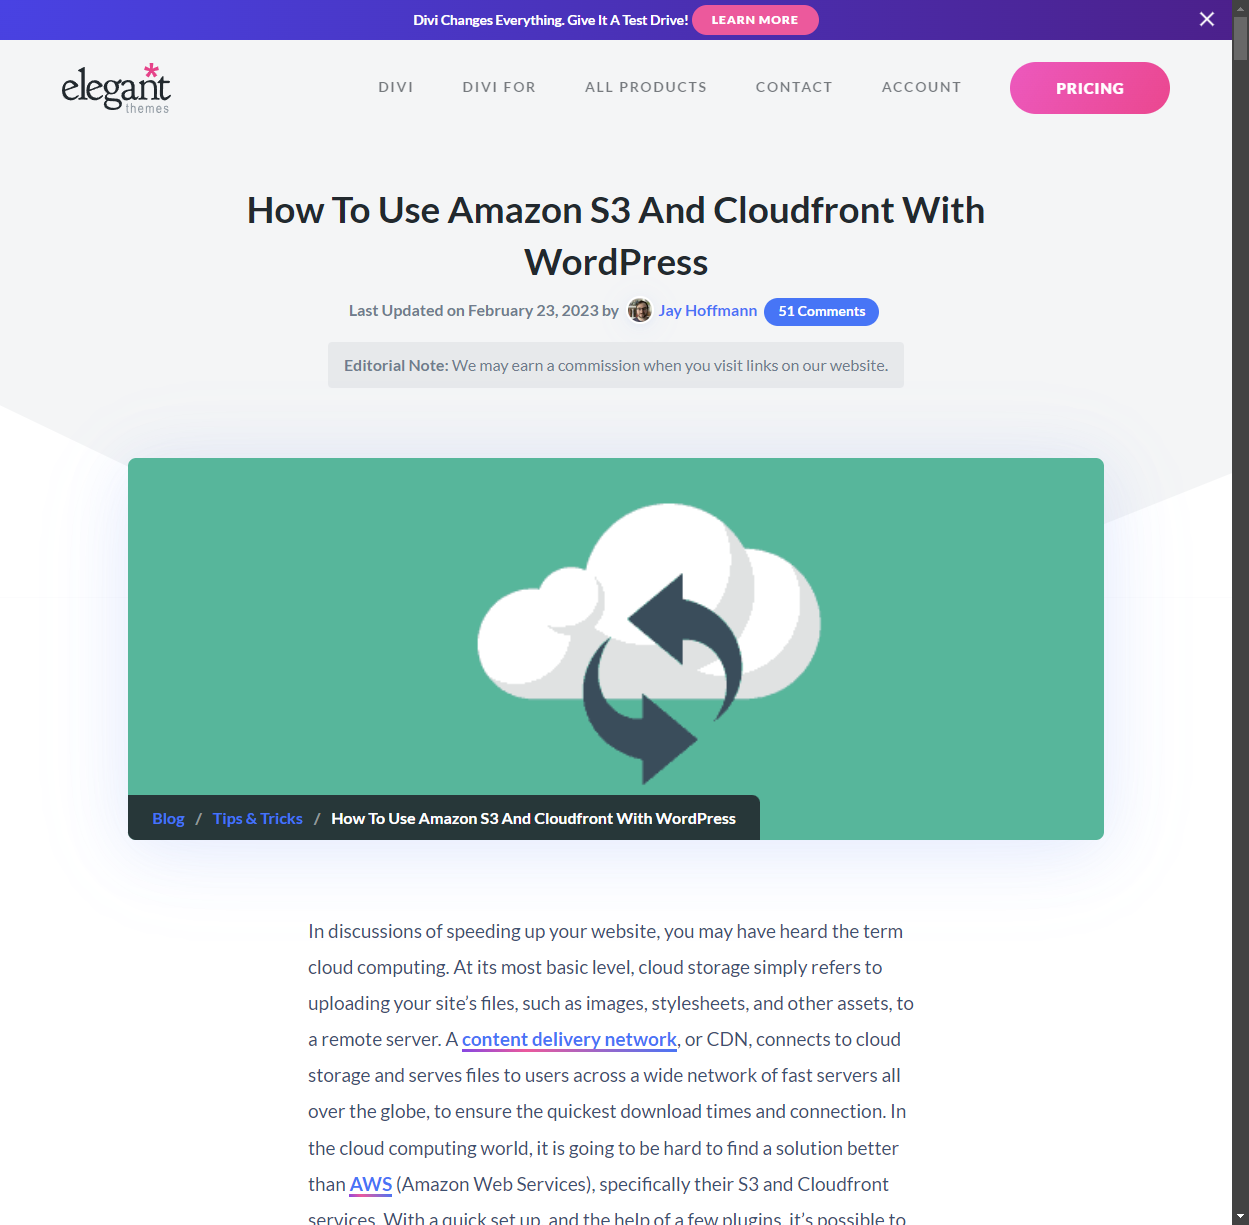 Divi Changes Everything. Give It A Test Drive! LEARN MORE
elegant themes
DIVI DIVI FOR ALL PRODUCTS CONTACT ACCOUNT PRICING
How To Use Amazon S3 And Cloudfront With
WordPress
Last Updated on February 23, 2023 by Jay Hoffmann 51 Comments
Editorial Note: We may earn a commission when you visit links on our website.
Blog / Tips & Tricks / How To Use Amazon S3 And Cloudfront With WordPress
In discussions of speeding up your website, you may have heard the term
cloud computing. At its most basic level, cloud storage simply refers to
uploading your site’s files, such as images, stylesheets, and other assets, to
a remote server. A content delivery network, or CDN, connects to cloud
storage and serves files to users across a wide network of fast servers all
over the globe, to ensure the quickest download times and connection. In
the cloud computing world, it is going to be hard to find a solution better
than AWS (Amazon Web Services), specifically their S3 and Cloudfront
services. With a quick set up, and the help of a few plugins, it’s possible to